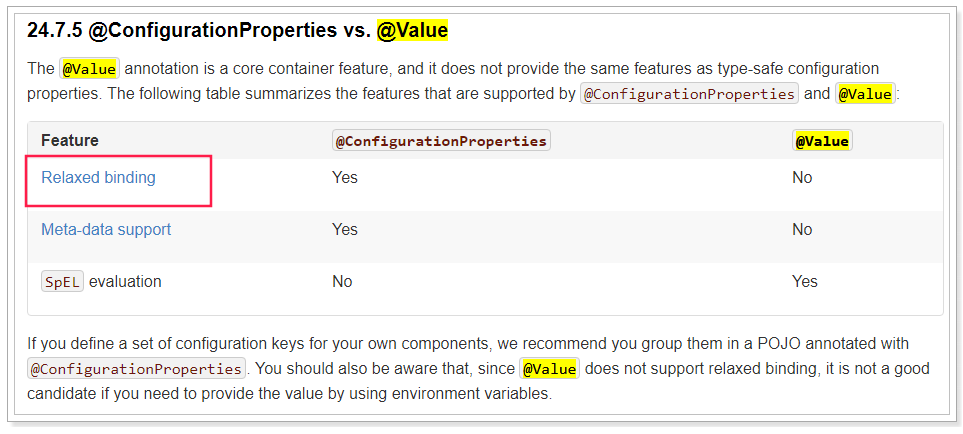 24.7.5 @ConfigurationProperties vs. @Value
The @Value annotation is a core container feature, and it does not provide the same features as type-safe configuration
properties. The following table summarizes the features that are supported by @ConfigurationProperties and @Value:
Feature @ConfigurationProperties @Value
Relaxed binding Yes No
Meta-data support Yes No
SpEL evaluation No Yes
If you define a set of configuration keys for your own components, we recommend you group them in a POJO annotated with
@ConfigurationProperties. You should also be aware that, since @Value does not support relaxed binding, it is not a good
candidate if you need to provide the value by using environment variables.